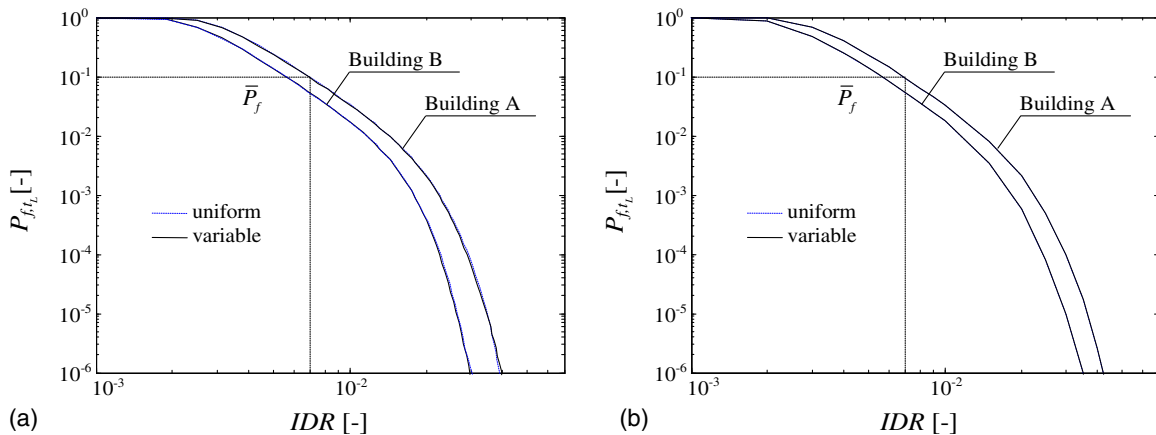 10^0
10^-1
10^-2
10^-3
10^-4
10^-5
10^-6
P_{f,t_L} [-]
Building B
P̅_f
Building A
uniform
variable
10^-3
10^-2
(a)
IDR [-]
10^0
10^-1
10^-2
10^-3
10^-4
10^-5
10^-6
P_{f,t_L} [-]
Building B
P̅_f
Building A
uniform
variable
10^-3
10^-2
(b)
IDR [-]